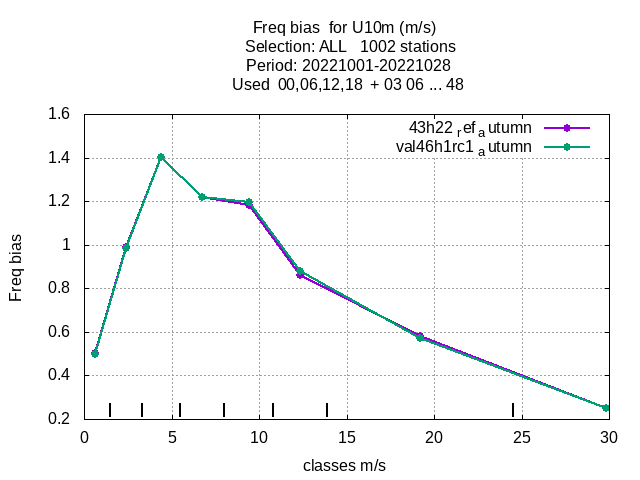 Freq bias  for U10m (m/s)
Selection: ALL   1002 stations
Period: 20221001-20221028
Used  00,06,12,18  + 03 06 ... 48
43h22 ref a utumn
val46h1rc1 a utumn
1.6
1.4
1.2
1
0.8
0.6
0.4
0.2
Freq bias
0 5 10 15 20 25 30
classes m/s